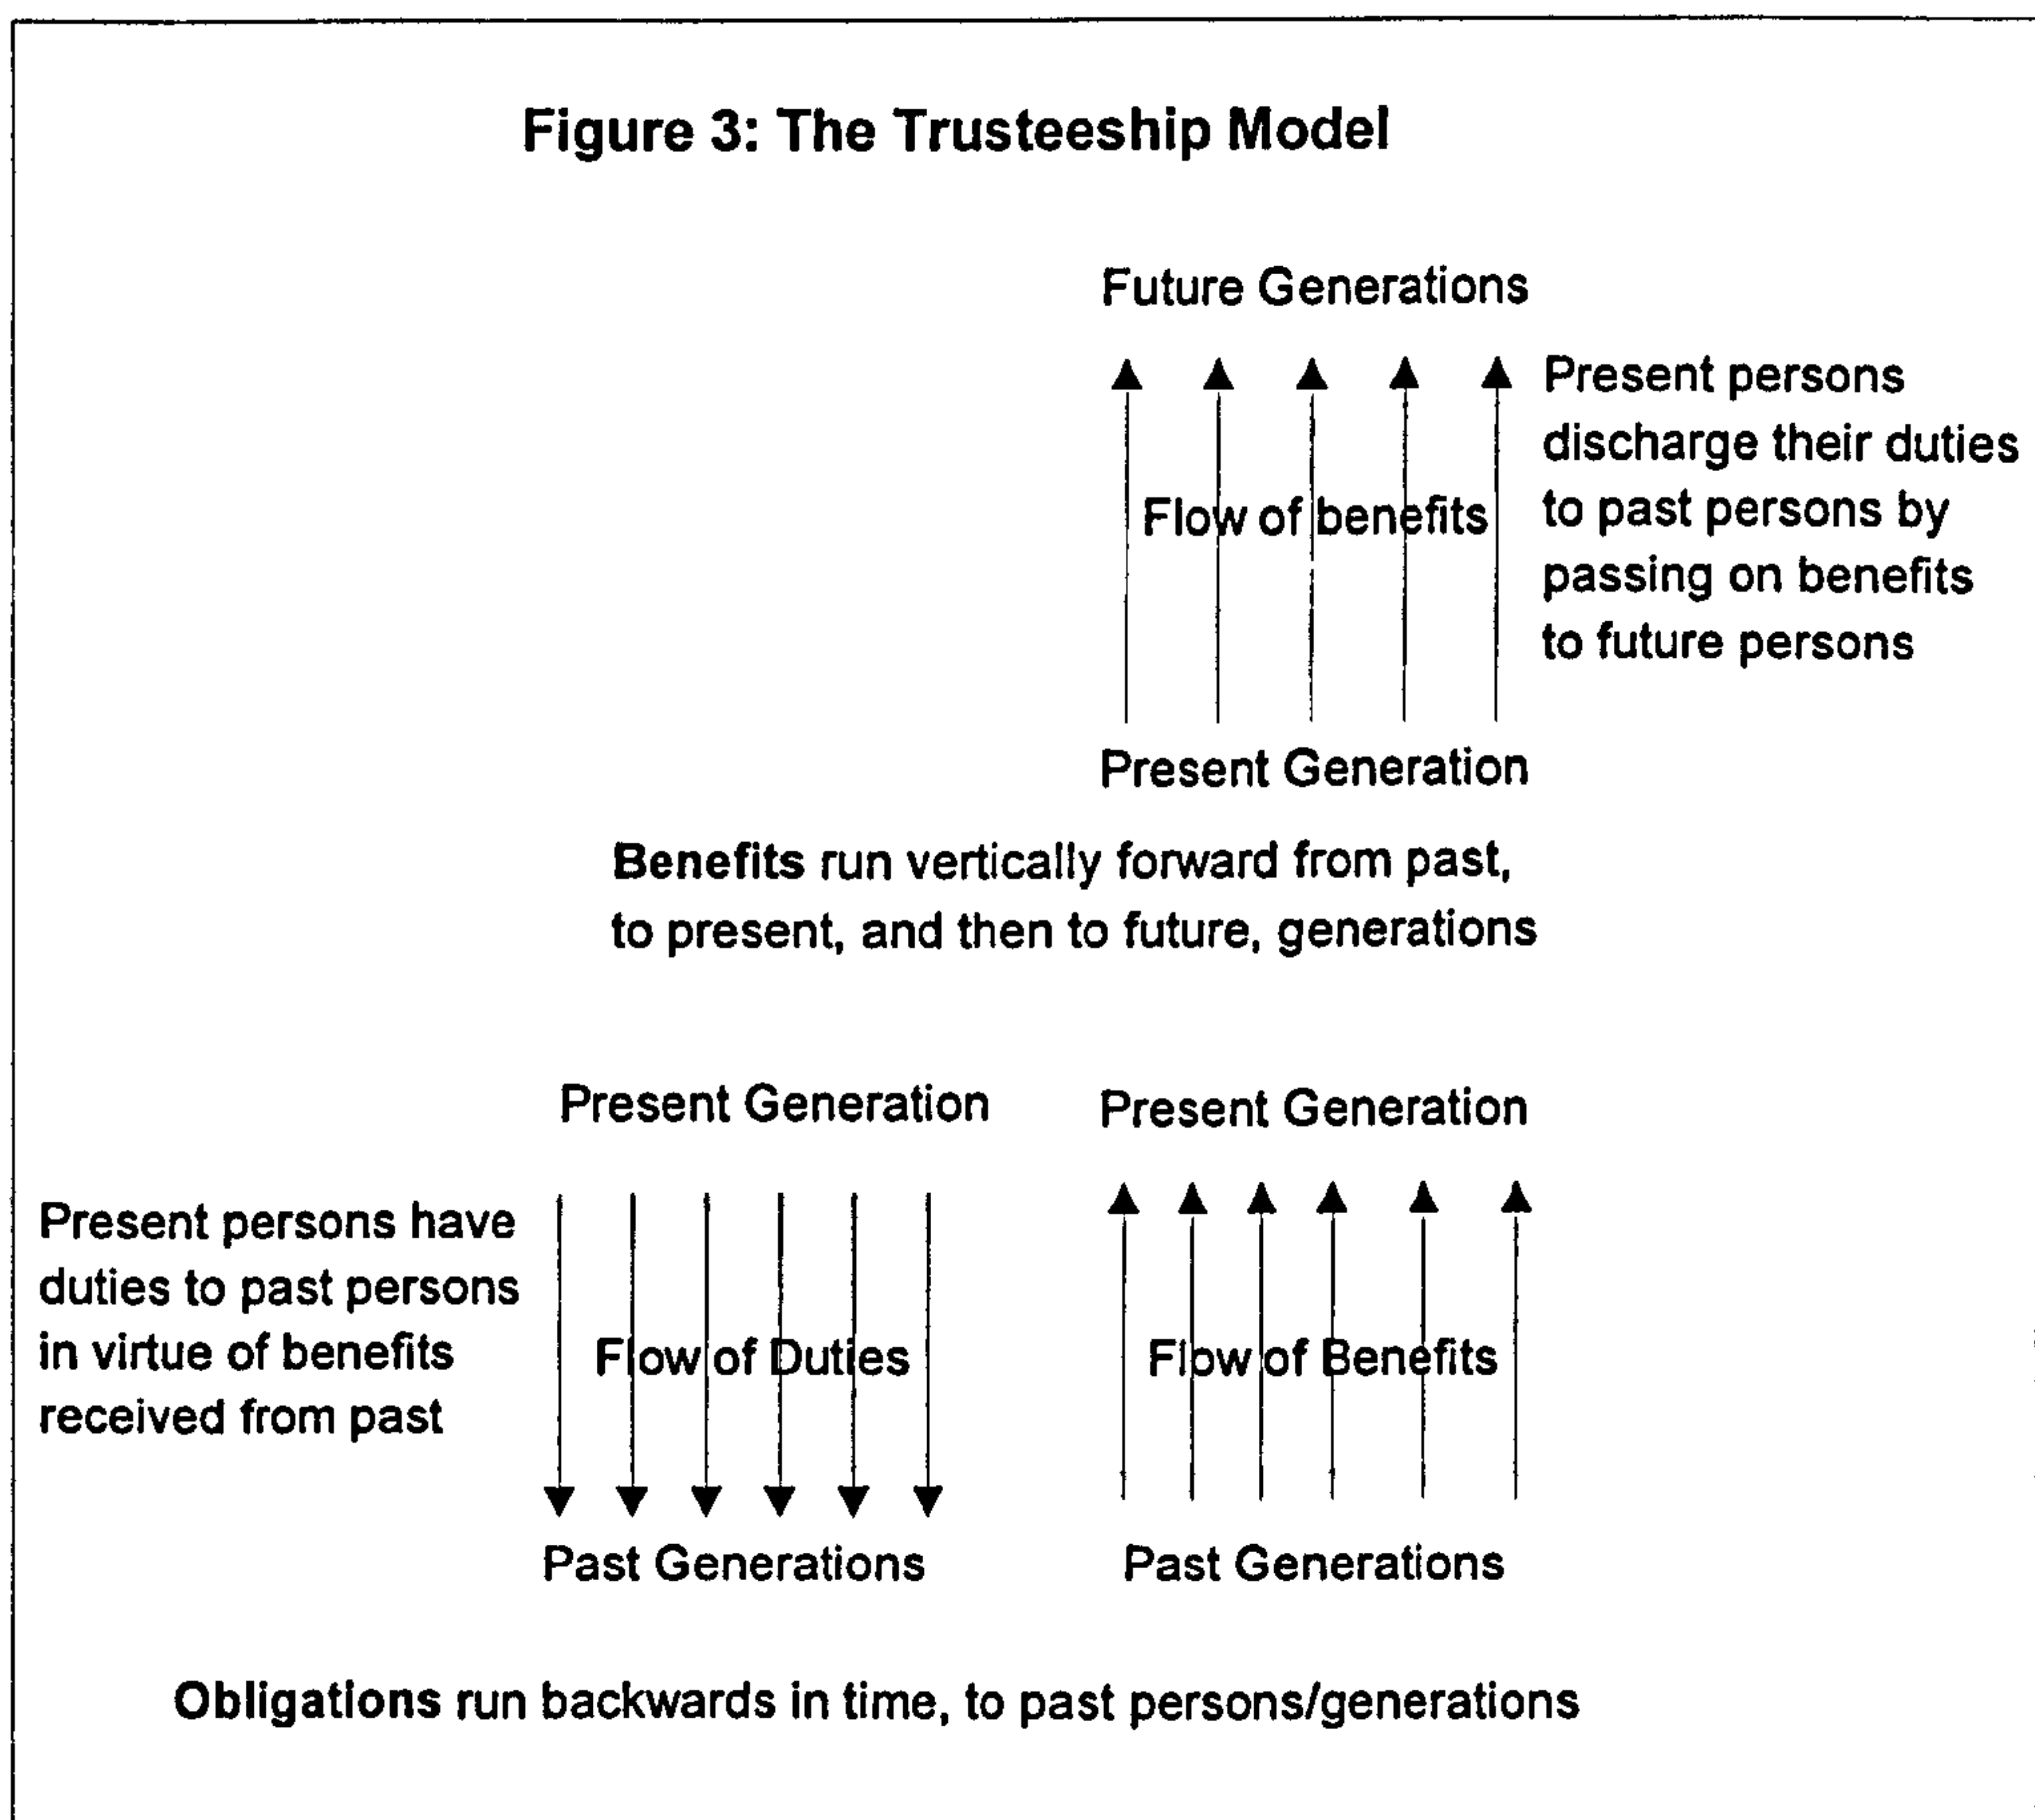 Figure 3: The Trusteeship Model
Future Generations
Flow of benefits
Present persons
discharge their duties
to past persons by
passing on benefits
to future persons
Present Generation
Benefits run vertically forward from past,
to present, and then to future, generations
Present Generation
Present Generation
Present persons have
duties to past persons
in virtue of benefits
received from past
Flow of Duties
Flow of Benefits
Past Generations
Past Generations
Obligations run backwards in time, to past persons/generations